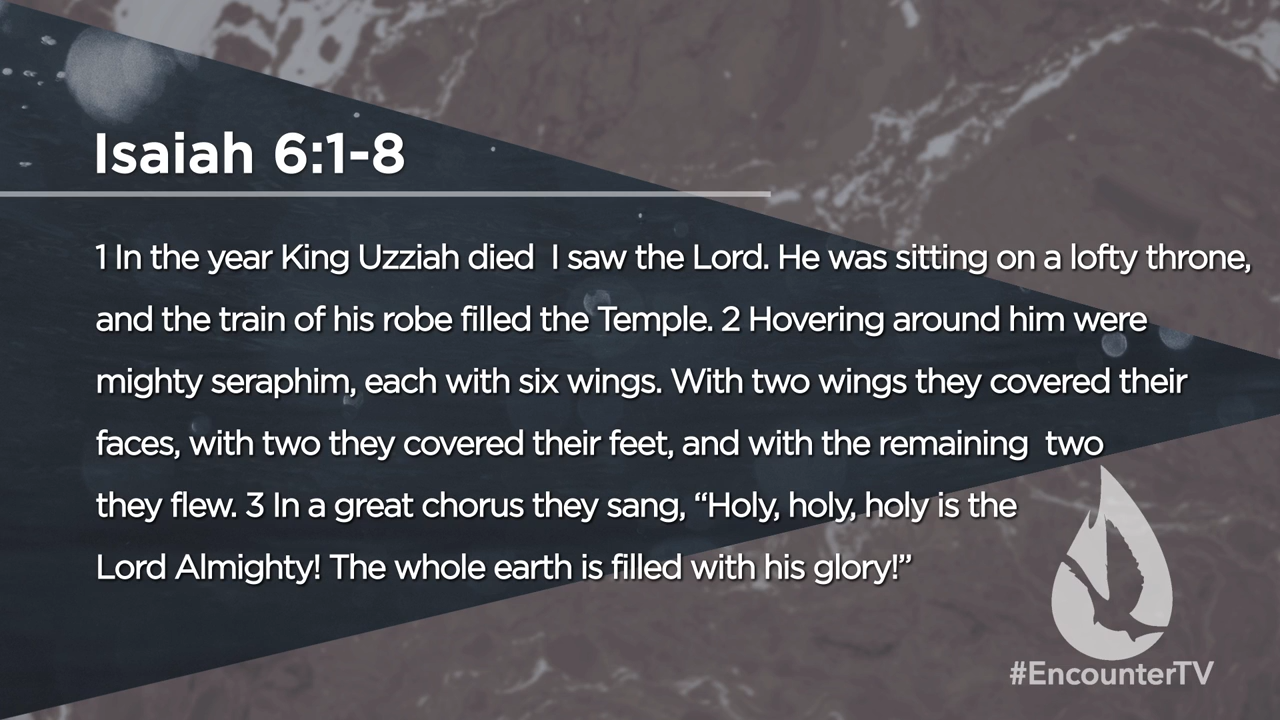 Isaiah 6:1-8
1 In the year King Uzziah died I saw the Lord. He was sitting on a lofty throne,
and the train of his robe filled the Temple. 2 Hovering around him were
mighty seraphim, each with six wings. With two wings they covered their
faces, with two they covered their feet, and with the remaining two
they flew. 3 In a great chorus they sang, “Holy, holy, holy is the
Lord Almighty! The whole earth is filled with his glory!”
#EncounterTV